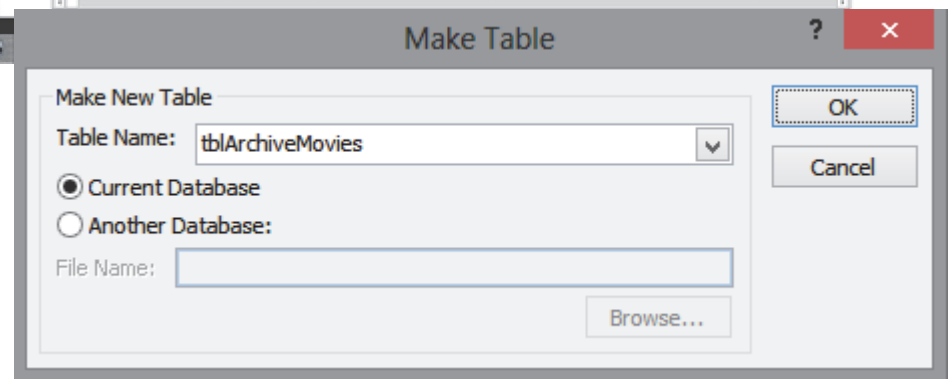 Make Table
?
×
Make New Table
Table Name: tblArchiveMovies
OK
Current Database
Cancel
Another Database:
File Name:
Browse...